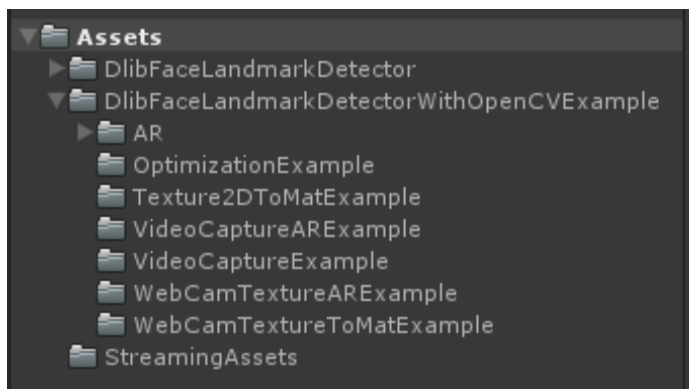 Assets
DlibFaceLandmarkDetector
DlibFaceLandmarkDetectorWithOpenCVExample
AR
OptimizationExample
Texture2DToMatExample
VideoCaptureARExample
VideoCaptureExample
WebCamTextureARExample
WebCamTextureToMatExample
StreamingAssets